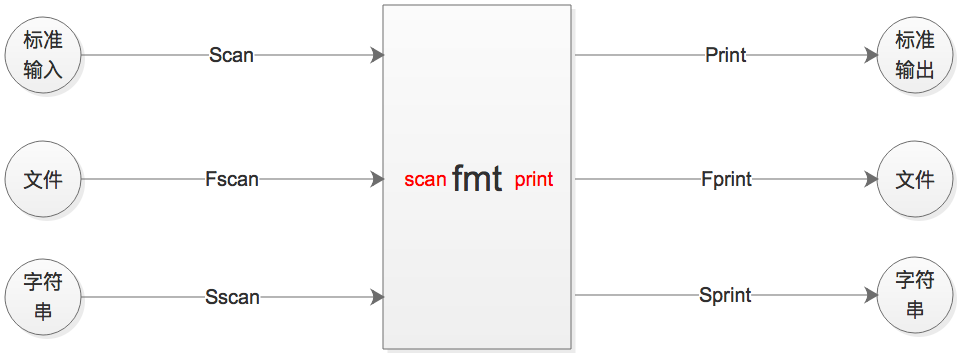 标准
输入
Scan
Print
标准
输出
文件
Fscan
scan fmt print
Fprint
文件
字符
串
Sscan
Sprint
字符
串